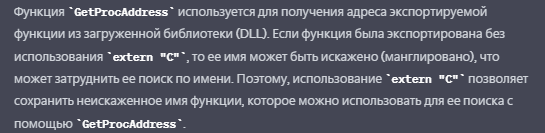 Функция `GetProcAddress` используется для получения адреса экспортируемой
функции из загруженной библиотеки (DLL). Если функция была экспортирована без
использования `extern "C"`, то ее имя может быть искажено (манглировано), что
может затруднить ее поиск по имени. Поэтому, использование `extern "C"` позволяет
сохранить неискаженное имя функции, которое можно использовать для ее поиска с
помощью `GetProcAddress`.